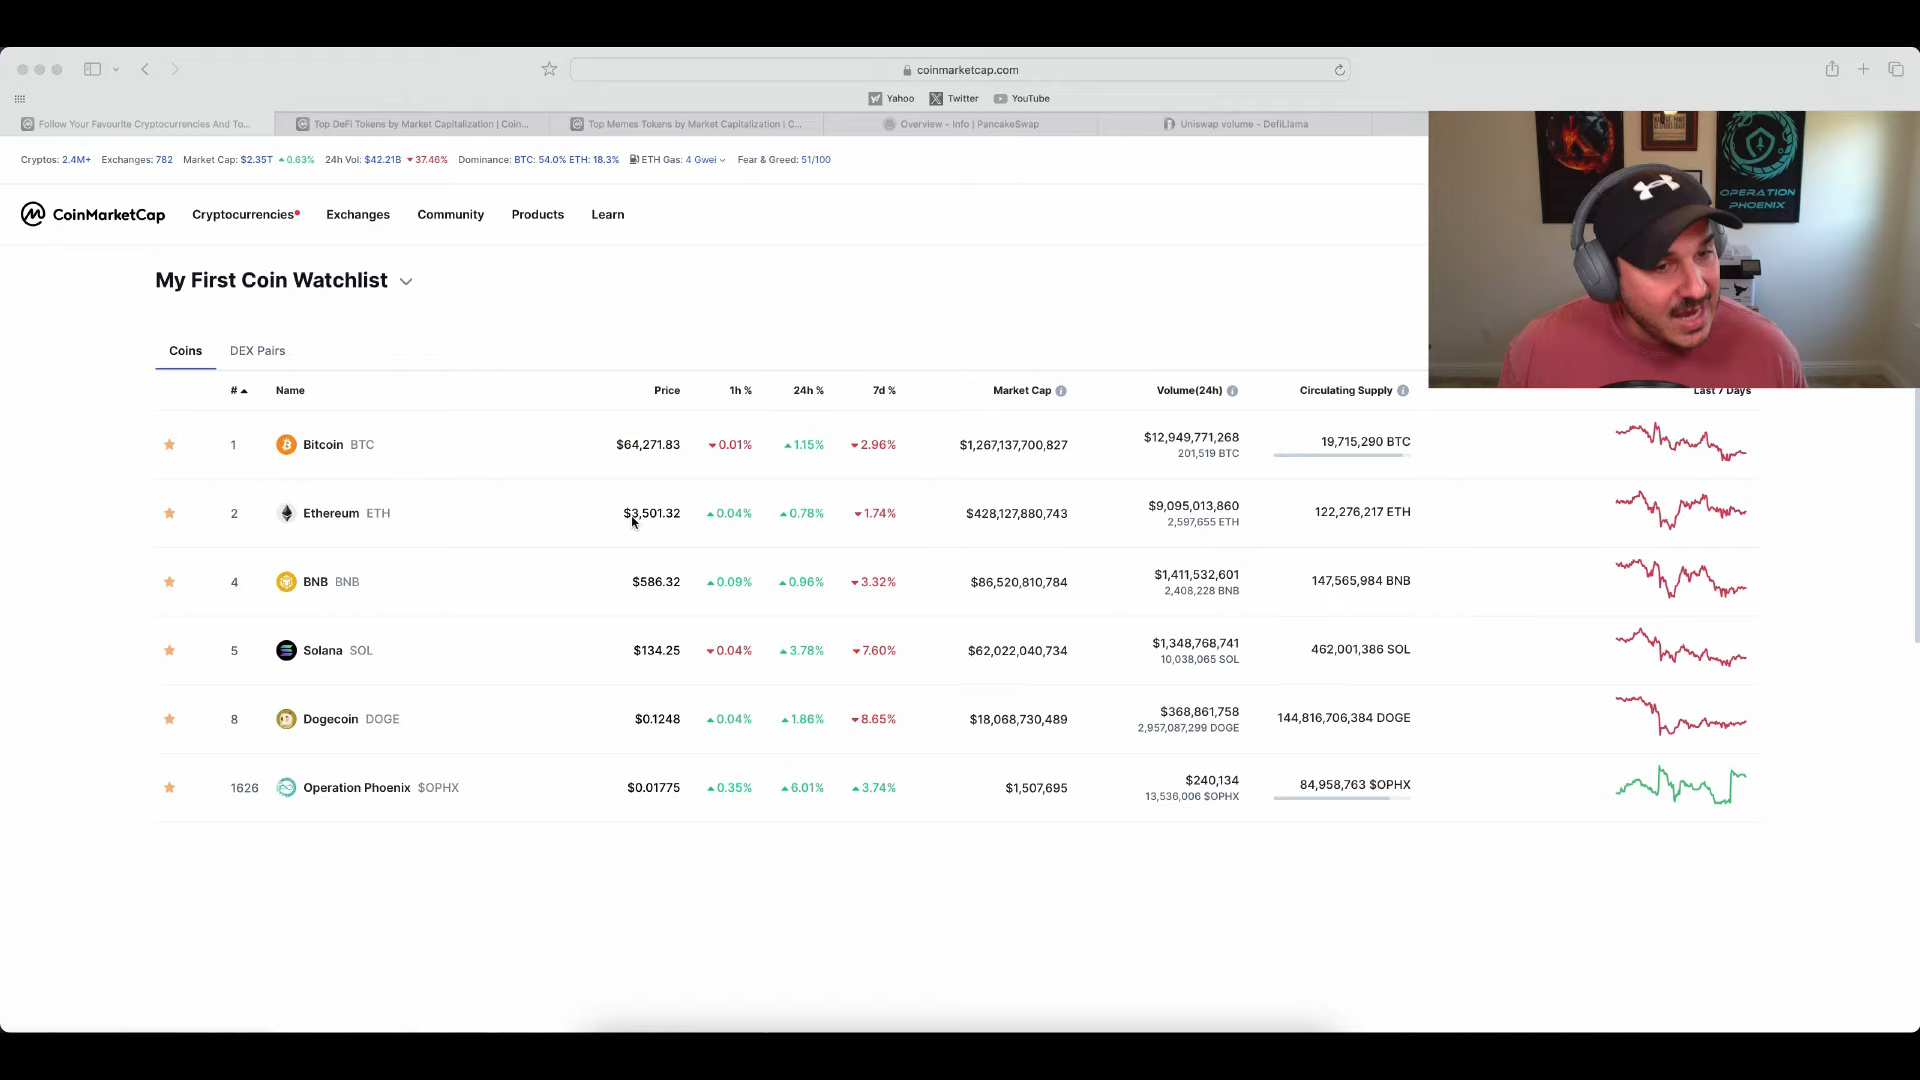 coinmarketcap.com
Yahoo Twitter YouTube
Follow Your Favourite Cryptocurrencies And To... Top DeFi Tokens by Market Capitalization | Coin... Top Memes Tokens by Market Capitalization | C... Overview - Info | PancakeSwap Uniswap volume - DefiLlama
Cryptos: 2.4M+ Exchanges: 782 Market Cap: $2.35T 0.63% 24h Vol: $42.21B 37.46% Dominance: BTC: 54.0% ETH: 18.3% ETH Gas: 4 Gwei Fear & Greed: 51/100
OPERATION
PHOENIX
CoinMarketCap Cryptocurrencies Exchanges Community Products Learn
My First Coin Watchlist
Coins DEX Pairs
# Name Price 1h % 24h % 7d % Market Cap Volume(24h) Circulating Supply Last 7 Days
1 Bitcoin BTC $64,271.83 0.01% 1.15% 2.96% $1,267,137,700,827 $12,949,771,268 19,715,290 BTC
201,519 BTC
2 Ethereum ETH $3,501.32 0.04% 0.78% 1.74% $428,127,880,743 $9,095,013,860 122,276,217 ETH
2,597,655 ETH
4 BNB BNB $586.32 0.09% 0.96% 3.32% $86,520,810,784 $1,411,532,601 147,565,984 BNB
2,408,228 BNB
5 Solana SOL $134.25 0.04% 3.78% 7.60% $62,022,040,734 $1,348,768,741 462,001,386 SOL
10,038,065 SOL
8 Dogecoin DOGE $0.1248 0.04% 1.86% 8.65% $18,068,730,489 $368,861,758 144,816,706,384 DOGE
2,957,087,299 DOGE
1626 Operation Phoenix $OPHX $0.01775 0.35% 6.01% 3.74% $1,507,695 $240,134 84,958,763 $OPHX
13,536,006 $OPHX